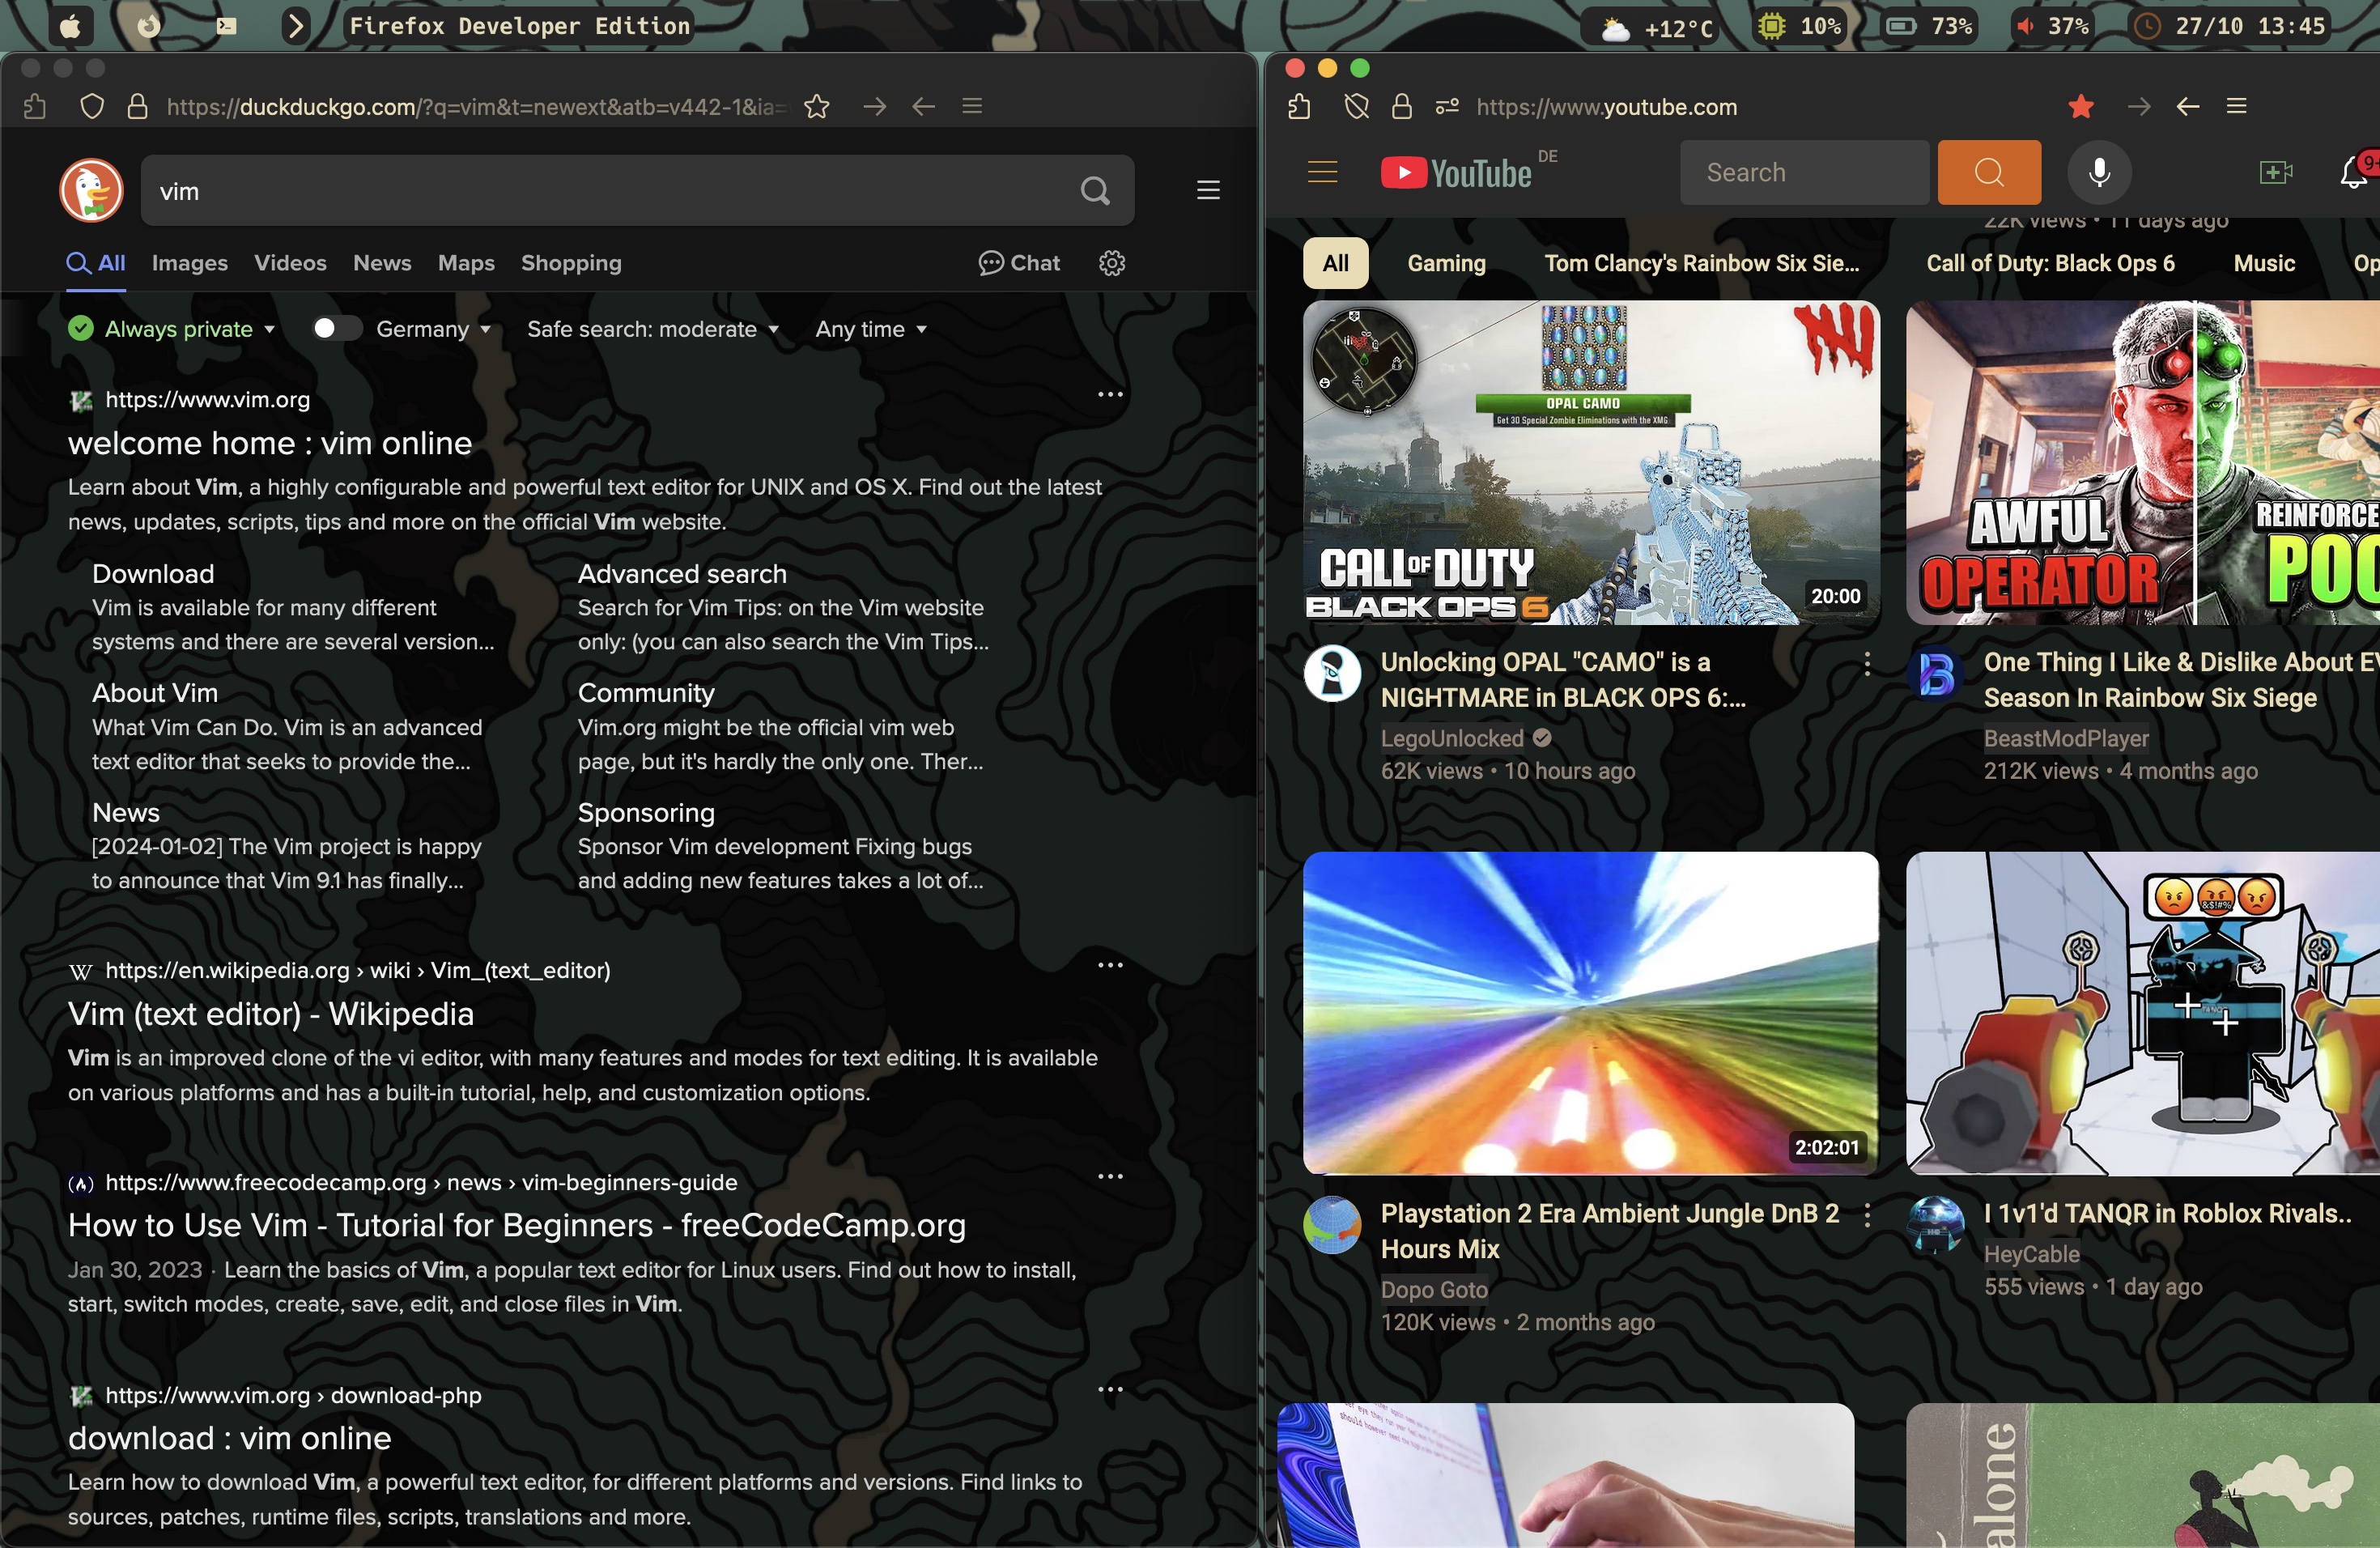 Firefox Developer Edition
+12°C
10%
73%
37%
27/10 13:45
https://duckduckgo.com/?q=vim&t=newext&atb=v442-1&ia=
vim
All Images Videos News Maps Shopping
Chat
Always private Germany Safe search: moderate Any time
https://www.vim.org
welcome home : vim online
Learn about Vim, a highly configurable and powerful text editor for UNIX and OS X. Find out the latest
news, updates, scripts, tips and more on the official Vim website.
Download
Vim is available for many different
systems and there are several version...
Advanced search
Search for Vim Tips: on the Vim website
only: (you can also search the Vim Tips...
About Vim
What Vim Can Do. Vim is an advanced
text editor that seeks to provide the...
Community
Vim.org might be the official vim web
page, but it's hardly the only one. Ther...
News
[2024-01-02] The Vim project is happy
to announce that Vim 9.1 has finally...
Sponsoring
Sponsor Vim development Fixing bugs
and adding new features takes a lot of...
W https://en.wikipedia.org › wiki › Vim_(text_editor)
Vim (text editor) - Wikipedia
Vim is an improved clone of the vi editor, with many features and modes for text editing. It is available
on various platforms and has a built-in tutorial, help, and customization options.
https://www.freecodecamp.org › news › vim-beginners-guide
How to Use Vim - Tutorial for Beginners - freeCodeCamp.org
Jan 30, 2023 · Learn the basics of Vim, a popular text editor for Linux users. Find out how to install,
start, switch modes, create, save, edit, and close files in Vim.
https://www.vim.org › download-php
download : vim online
Learn how to download Vim, a powerful text editor, for different platforms and versions. Find links to
sources, patches, runtime files, scripts, translations and more.
https://www.youtube.com
YouTube DE
Search
9+
22K views • 11 days ago
All
Gaming
Tom Clancy's Rainbow Six Sie...
Call of Duty: Black Ops 6
Music
Op
OPAL CAMO
Get 30 Special Zombie Eliminations with the XMG
CALL OF DUTY
BLACK OPS 6
20:00
Unlocking OPAL "CAMO" is a
NIGHTMARE in BLACK OPS 6:...
LegoUnlocked
62K views • 10 hours ago
AWFUL
OPERATOR
REINFORCE
POO
One Thing I Like & Dislike About EV
Season In Rainbow Six Siege
BeastModPlayer
212K views • 4 months ago
2:02:01
Playstation 2 Era Ambient Jungle DnB 2
Hours Mix
Dopo Goto
120K views • 2 months ago
&$!#%
I 1v1'd TANQR in Roblox Rivals..
HeyCable
555 views • 1 day ago
alone